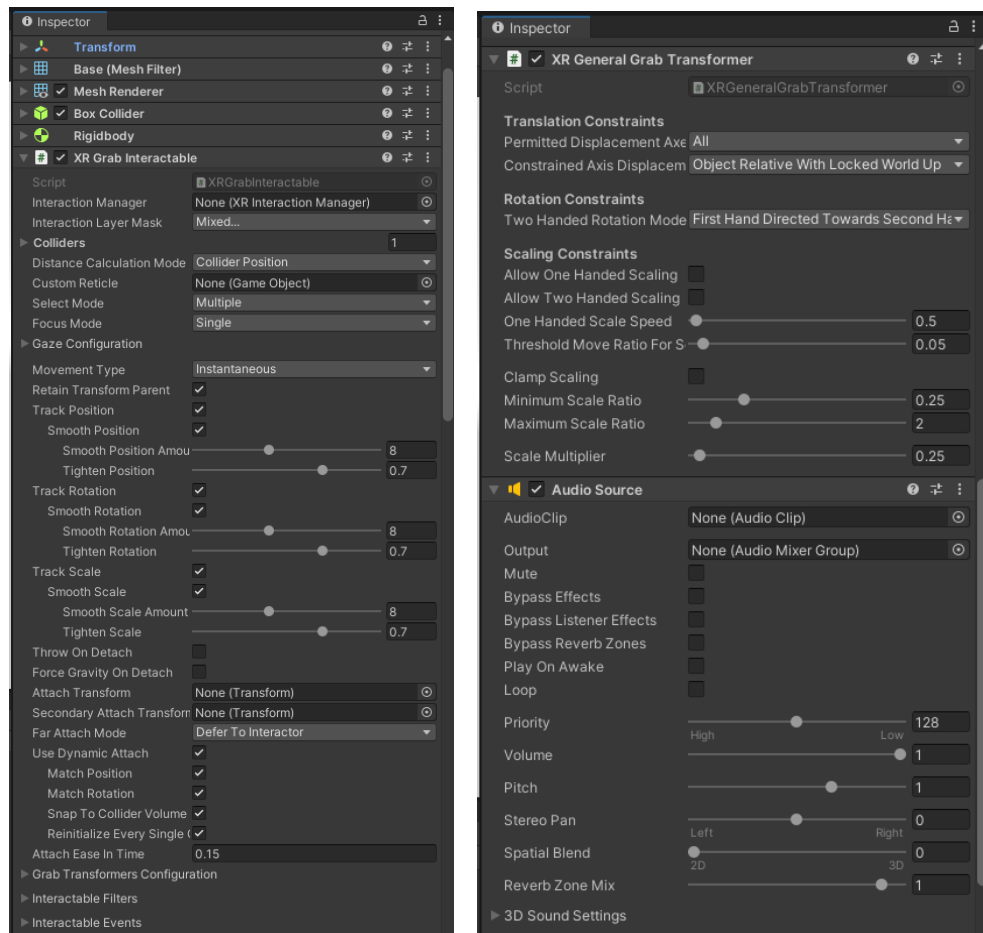 Inspector
Transform
Base (Mesh Filter)
Mesh Renderer
Box Collider
Rigidbody
# XR Grab Interactable
Script # XRGrabInteractable
Interaction Manager None (XR Interaction Manager)
Interaction Layer Mask Mixed...
Colliders 1
Distance Calculation Mode Collider Position
Custom Reticle None (Game Object)
Select Mode Multiple
Focus Mode Single
Gaze Configuration
Movement Type Instantaneous
Retain Transform Parent
Track Position
Smooth Position
Smooth Position Amou 8
Tighten Position 0.7
Track Rotation
Smooth Rotation
Smooth Rotation Amou 8
Tighten Rotation 0.7
Track Scale
Smooth Scale
Smooth Scale Amount 8
Tighten Scale 0.7
Throw On Detach
Force Gravity On Detach
Attach Transform None (Transform)
Secondary Attach Transforn None (Transform)
Far Attach Mode Defer To Interactor
Use Dynamic Attach
Match Position
Match Rotation
Snap To Collider Volume
Reinitialize Every Single (
Attach Ease In Time 0.15
Grab Transformers Configuration
Interactable Filters
Interactable Events
Inspector
# XR General Grab Transformer
Script # XRGeneralGrabTransformer
Translation Constraints
Permitted Displacement Axe All
Constrained Axis Displacem Object Relative With Locked World Up
Rotation Constraints
Two Handed Rotation Mode First Hand Directed Towards Second Ha
Scaling Constraints
Allow One Handed Scaling
Allow Two Handed Scaling
One Handed Scale Speed 0.5
Threshold Move Ratio For S 0.05
Clamp Scaling
Minimum Scale Ratio 0.25
Maximum Scale Ratio 2
Scale Multiplier 0.25
Audio Source
AudioClip None (Audio Clip)
Output None (Audio Mixer Group)
Mute
Bypass Effects
Bypass Listener Effects
Bypass Reverb Zones
Play On Awake
Loop
Priority 128
High Low
Volume 1
Pitch 1
Stereo Pan 0
Left Right
Spatial Blend 0
2D 3D
Reverb Zone Mix 1
3D Sound Settings